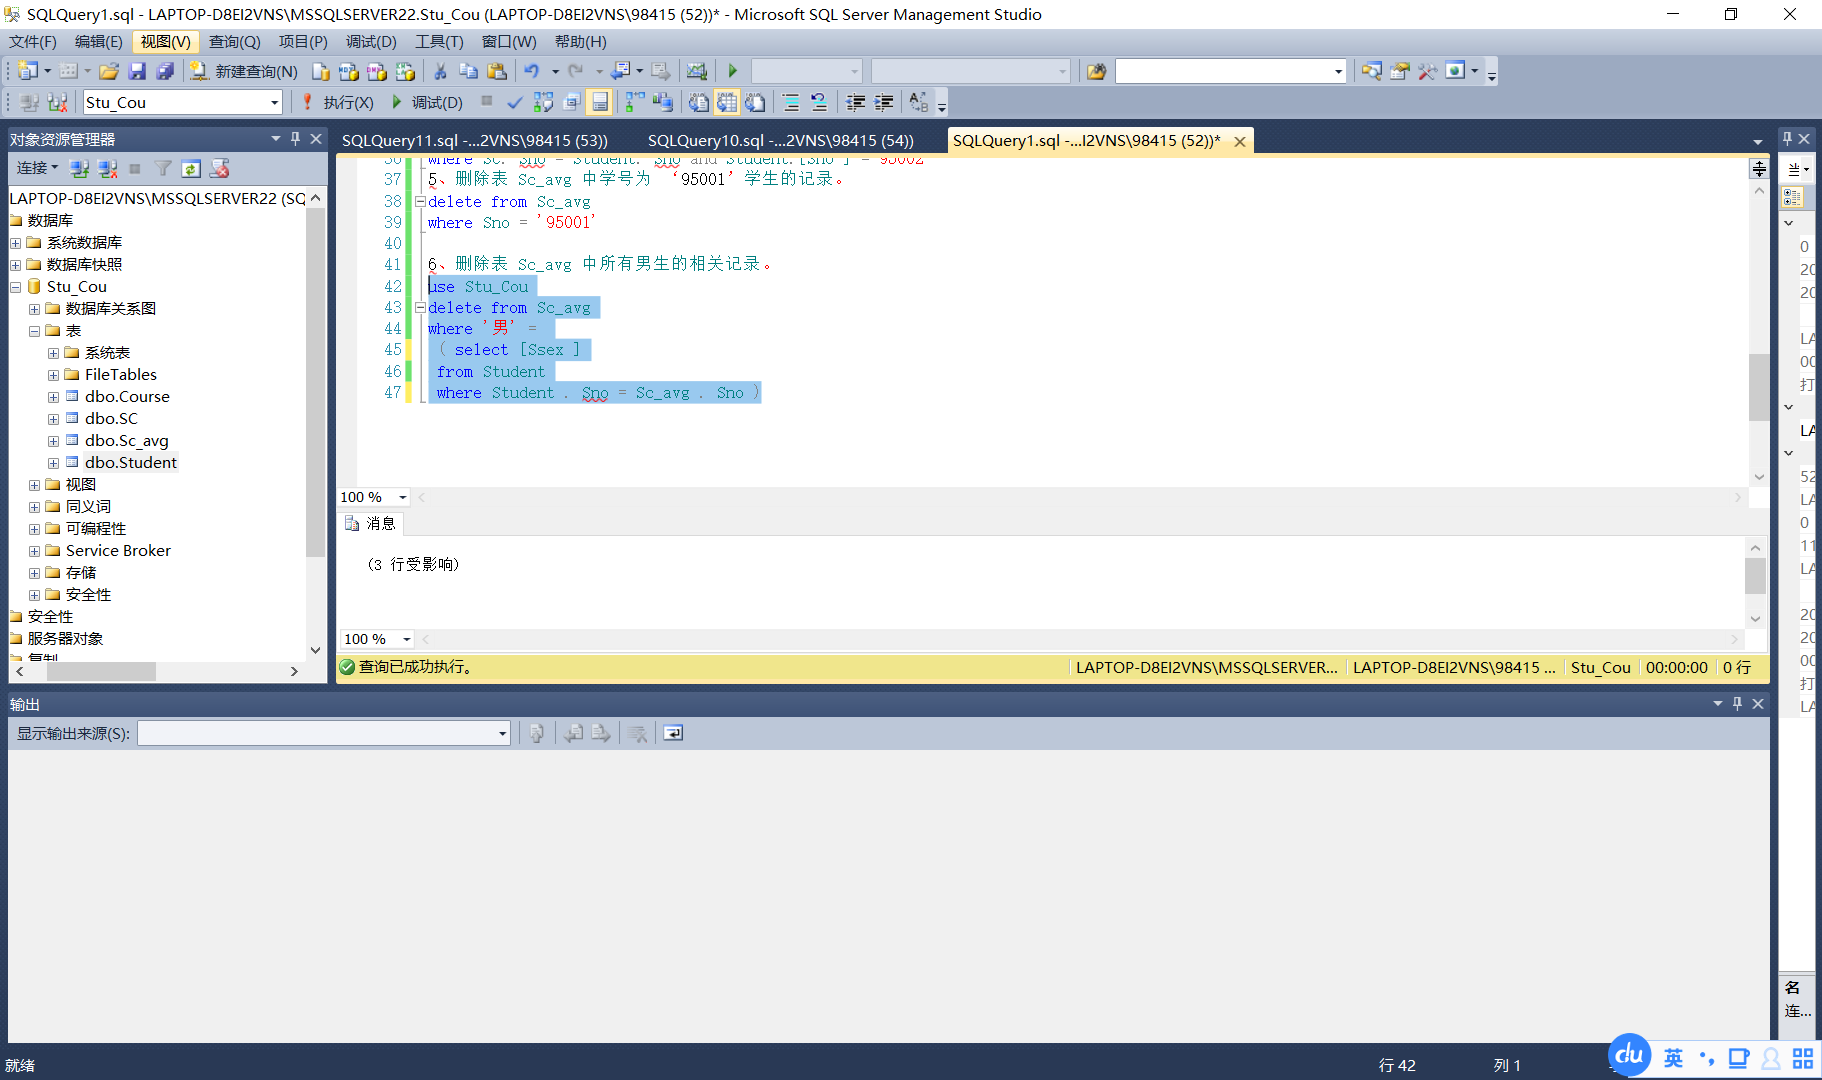 SQLQuery1.sql - LAPTOP-D8EI2VNS\MSSQLSERVER22.Stu_Cou (LAPTOP-D8EI2VNS\98415 (52))* - Microsoft SQL Server Management Studio
文件(F) 编辑(E) 视图(V) 查询(Q) 项目(P) 调试(D) 工具(T) 窗口(W) 帮助(H)
新建查询(N)
Stu_Cou 执行(X) 调试(D)
对象资源管理器
连接
LAPTOP-D8EI2VNS\MSSQLSERVER22 (SQ
数据库
系统数据库
数据库快照
Stu_Cou
数据库关系图
表
系统表
FileTables
dbo.Course
dbo.SC
dbo.Sc_avg
dbo.Student
视图
同义词
可编程性
Service Broker
存储
安全性
安全性
服务器对象
复制
SQLQuery11.sql -...2VNS\98415 (53)) SQLQuery10.sql -...2VNS\98415 (54)) SQLQuery1.sql -...I2VNS\98415 (52))*
36 where Sc. Sno = Student. Sno and Student.[Sno ] = 95002
37 5、删除表 Sc_avg 中学号为 ‘95001’学生的记录。
38 delete from Sc_avg
39 where Sno = '95001'
40
41 6、删除表 Sc_avg 中所有男生的相关记录。
42 use Stu_Cou
43 delete from Sc_avg
44 where '男' =
45 ( select [Ssex ]
46 from Student
47 where Student . Sno = Sc_avg . Sno )
100 %
消息
(3 行受影响)
100 %
查询已成功执行。 LAPTOP-D8EI2VNS\MSSQLSERVER... LAPTOP-D8EI2VNS\98415 ... Stu_Cou 00:00:00 0 行
当
0
20
20
LA
00
打
LA
52
LA
0
11
LA
20
20
00
打
LA
名
连...
输出
显示输出来源(S):
就绪 行 42 列 1
du 英